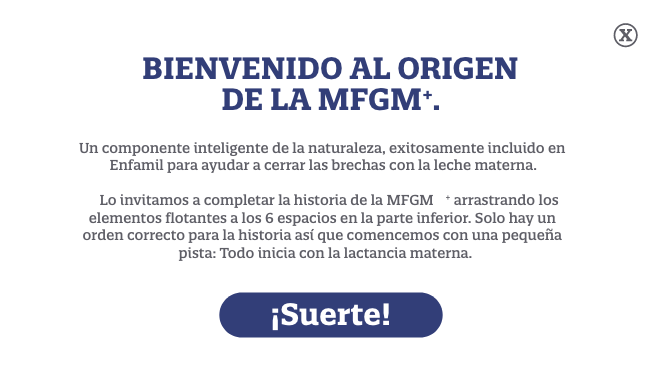 X
BIENVENIDO AL ORIGEN
DE LA MFGM⁺.
Un componente inteligente de la naturaleza, exitosamente incluido en
Enfamil para ayudar a cerrar las brechas con la leche materna.
Lo invitamos a completar la historia de la MFGM ⁺ arrastrando los
elementos flotantes a los 6 espacios en la parte inferior. Solo hay un
orden correcto para la historia así que comencemos con una pequeña
pista: Todo inicia con la lactancia materna.
¡Suerte!